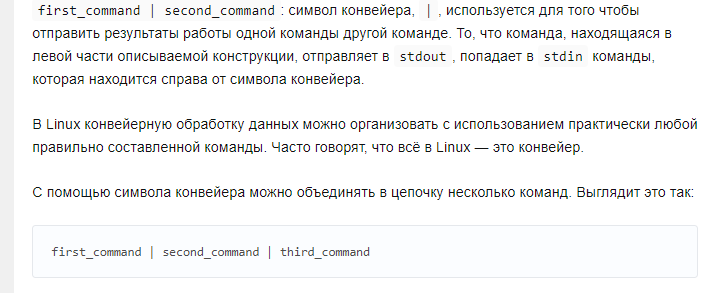 first_command | second_command : символ конвейера, | , используется для того чтобы
отправить результаты работы одной команды другой команде. То, что команда, находящаяся в
левой части описываемой конструкции, отправляет в stdout , попадает в stdin команды,
которая находится справа от символа конвейера.
В Linux конвейерную обработку данных можно организовать с использованием практически любой
правильно составленной команды. Часто говорят, что всё в Linux — это конвейер.
С помощью символа конвейера можно объединять в цепочку несколько команд. Выглядит это так:
first_command | second_command | third_command